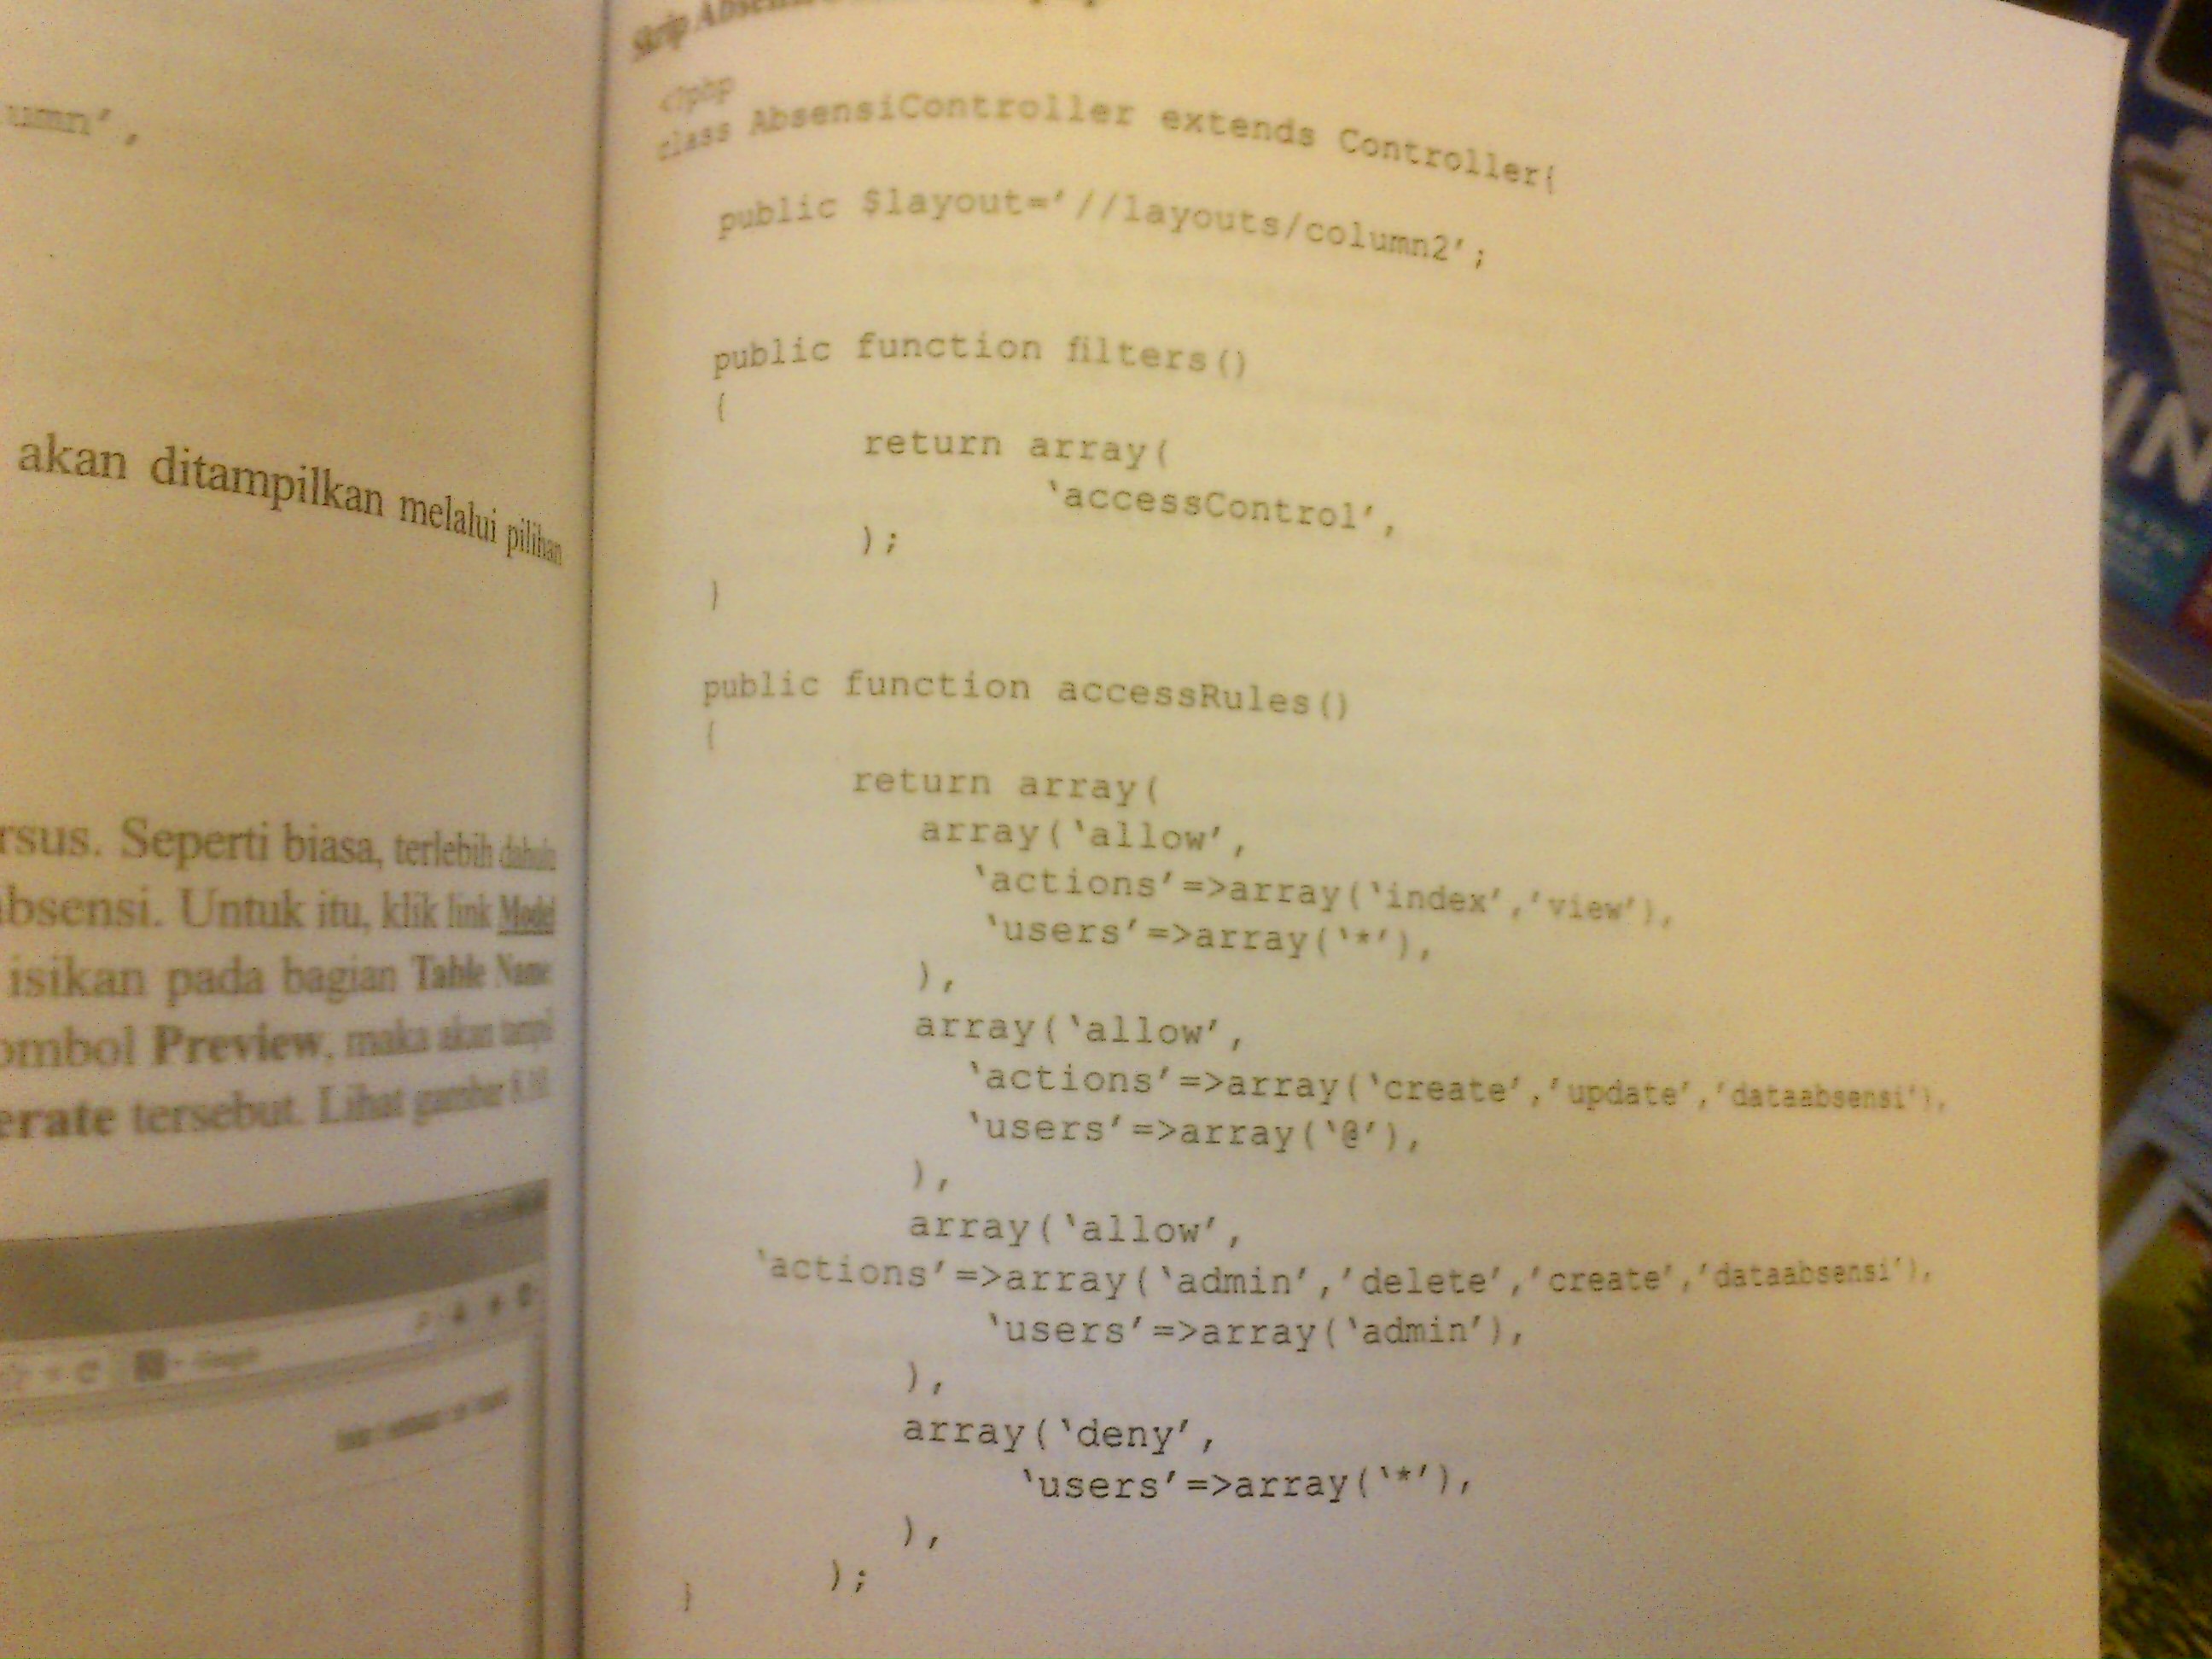 akan ditampilkan melalui pilihan
rsus. Seperti biasa, terlebih dahulu
absensi. Untuk itu, klik link Model
isikan pada bagian Table Name
ombol Preview, maka akan tampil
erate tersebut. Lihat gambar
umn',
Skrip
<?php
class AbsensiController extends Controller{
public $layout='//layouts/column2';
public function filters()
{
return array(
‘accessControl’,
);
}
public function accessRules()
{
return array(
array(‘allow’,
‘actions’=>array(‘index’,’view’),
‘users’=>array(‘*’),
),
array(‘allow’,
‘actions’=>array(‘create’,’update’,’dataabsensi’),
‘users’=>array(‘@’),
),
array(‘allow’,
‘actions’=>array(‘admin’,’delete’,’create’,’dataabsensi’),
‘users’=>array(‘admin’),
),
array(‘deny’,
‘users’=>array(‘*’),
),
);
}